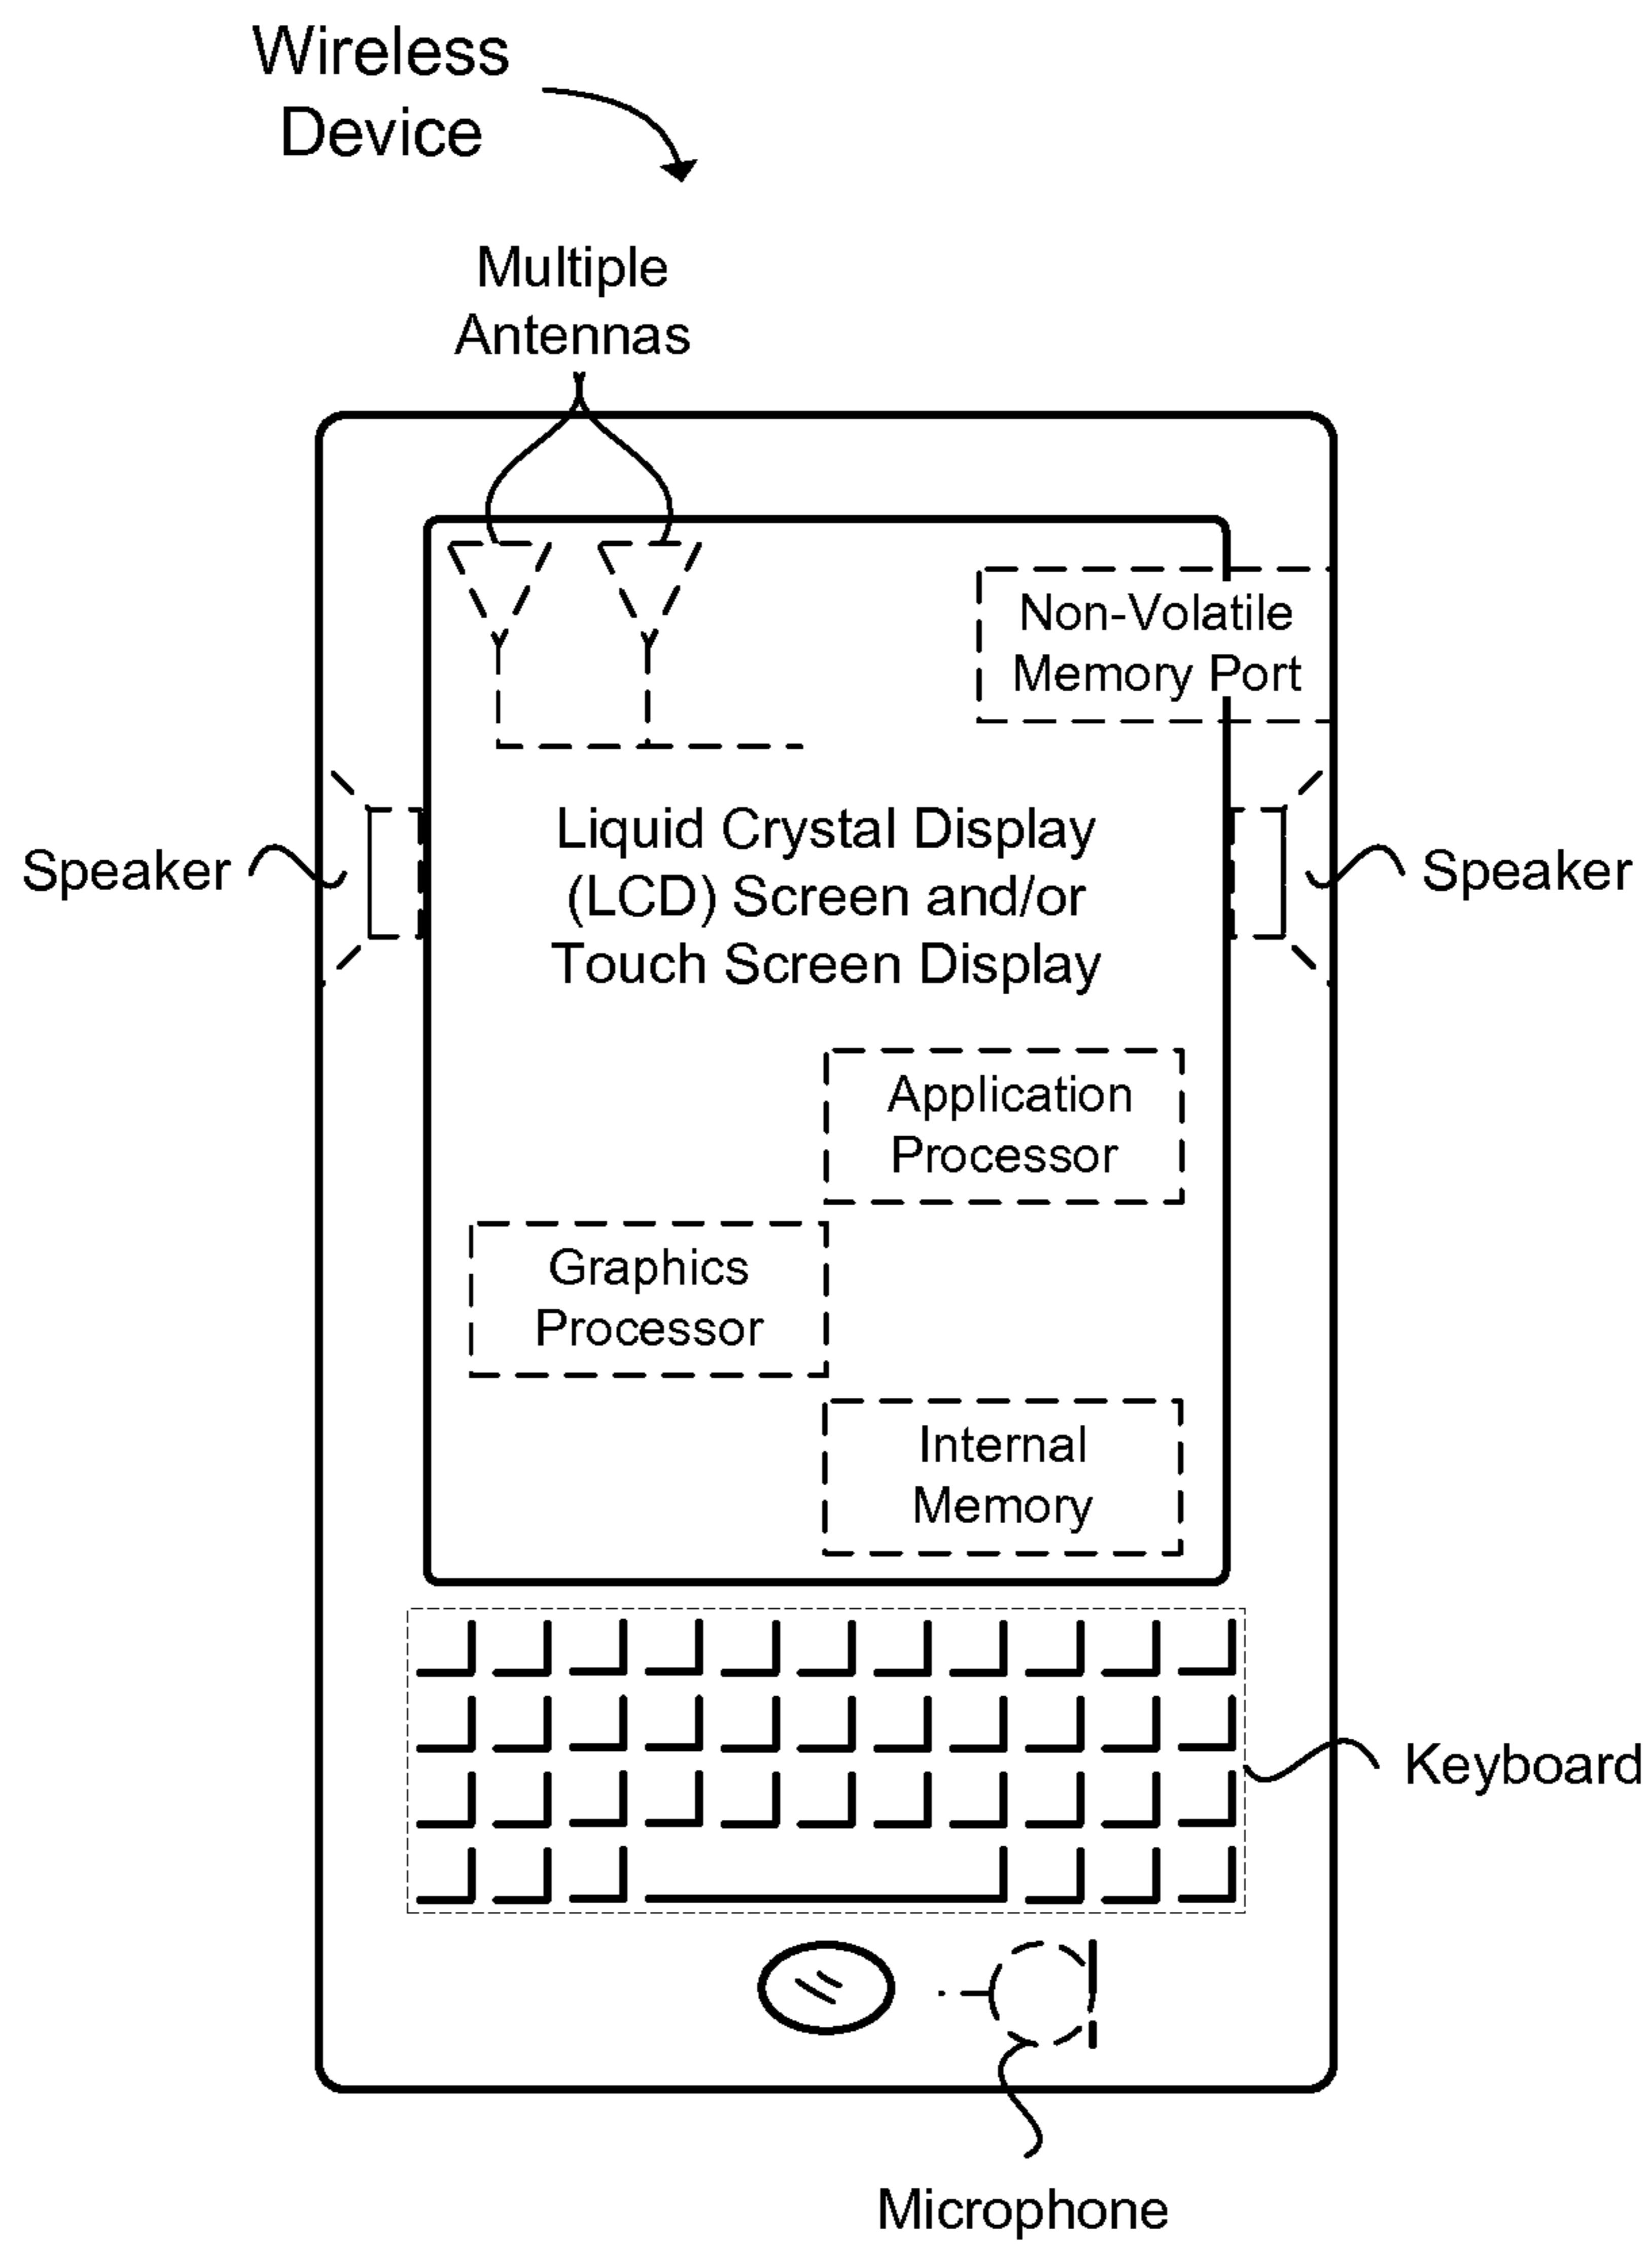 Wireless
Device
Multiple
Antennas
Non-Volatile
Memory Port
Speaker
Liquid Crystal Display
(LCD) Screen and/or
Touch Screen Display
Speaker
Application
Processor
Graphics
Processor
Internal
Memory
Keyboard
Microphone